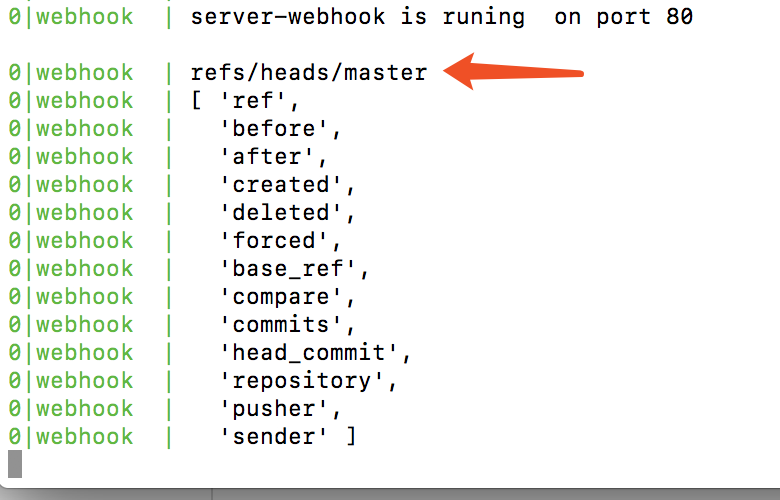 0|webhook  | server-webhook is runing  on port 80
0|webhook  | refs/heads/master
0|webhook  | [ 'ref',
0|webhook  |   'before',
0|webhook  |   'after',
0|webhook  |   'created',
0|webhook  |   'deleted',
0|webhook  |   'forced',
0|webhook  |   'base_ref',
0|webhook  |   'compare',
0|webhook  |   'commits',
0|webhook  |   'head_commit',
0|webhook  |   'repository',
0|webhook  |   'pusher',
0|webhook  |   'sender' ]